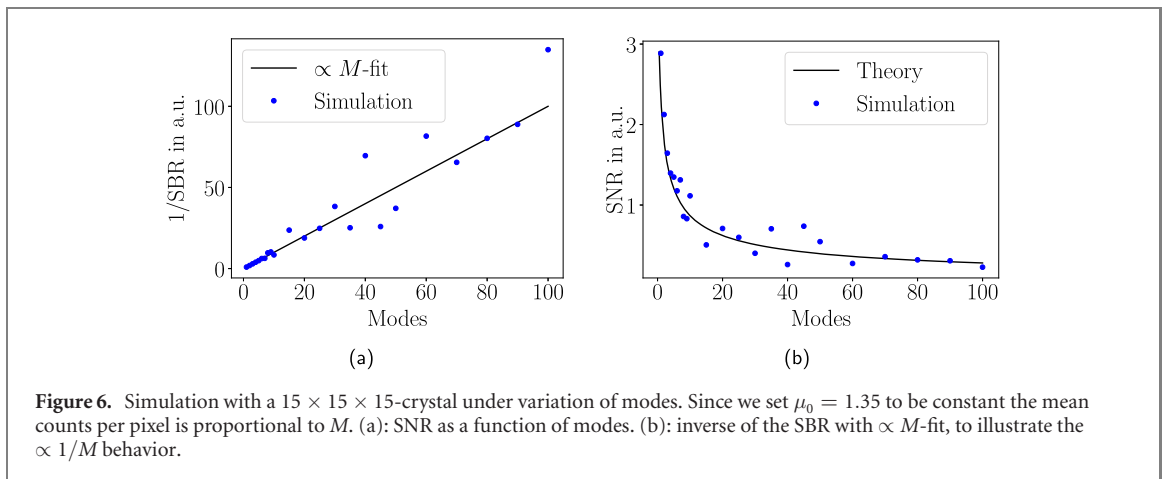 ∝ M-fit
Simulation
1/SBR in a.u.
100
50
0
0 20 40 60 80 100
Modes
(a)
Theory
Simulation
SNR in a.u.
3
2
1
0 20 40 60 80 100
Modes
(b)
Figure 6. Simulation with a 15 × 15 × 15-crystal under variation of modes. Since we set μ₀ = 1.35 to be constant the mean
counts per pixel is proportional to M. (a): SNR as a function of modes. (b): inverse of the SBR with ∝ M-fit, to illustrate the
∝ 1/M behavior.